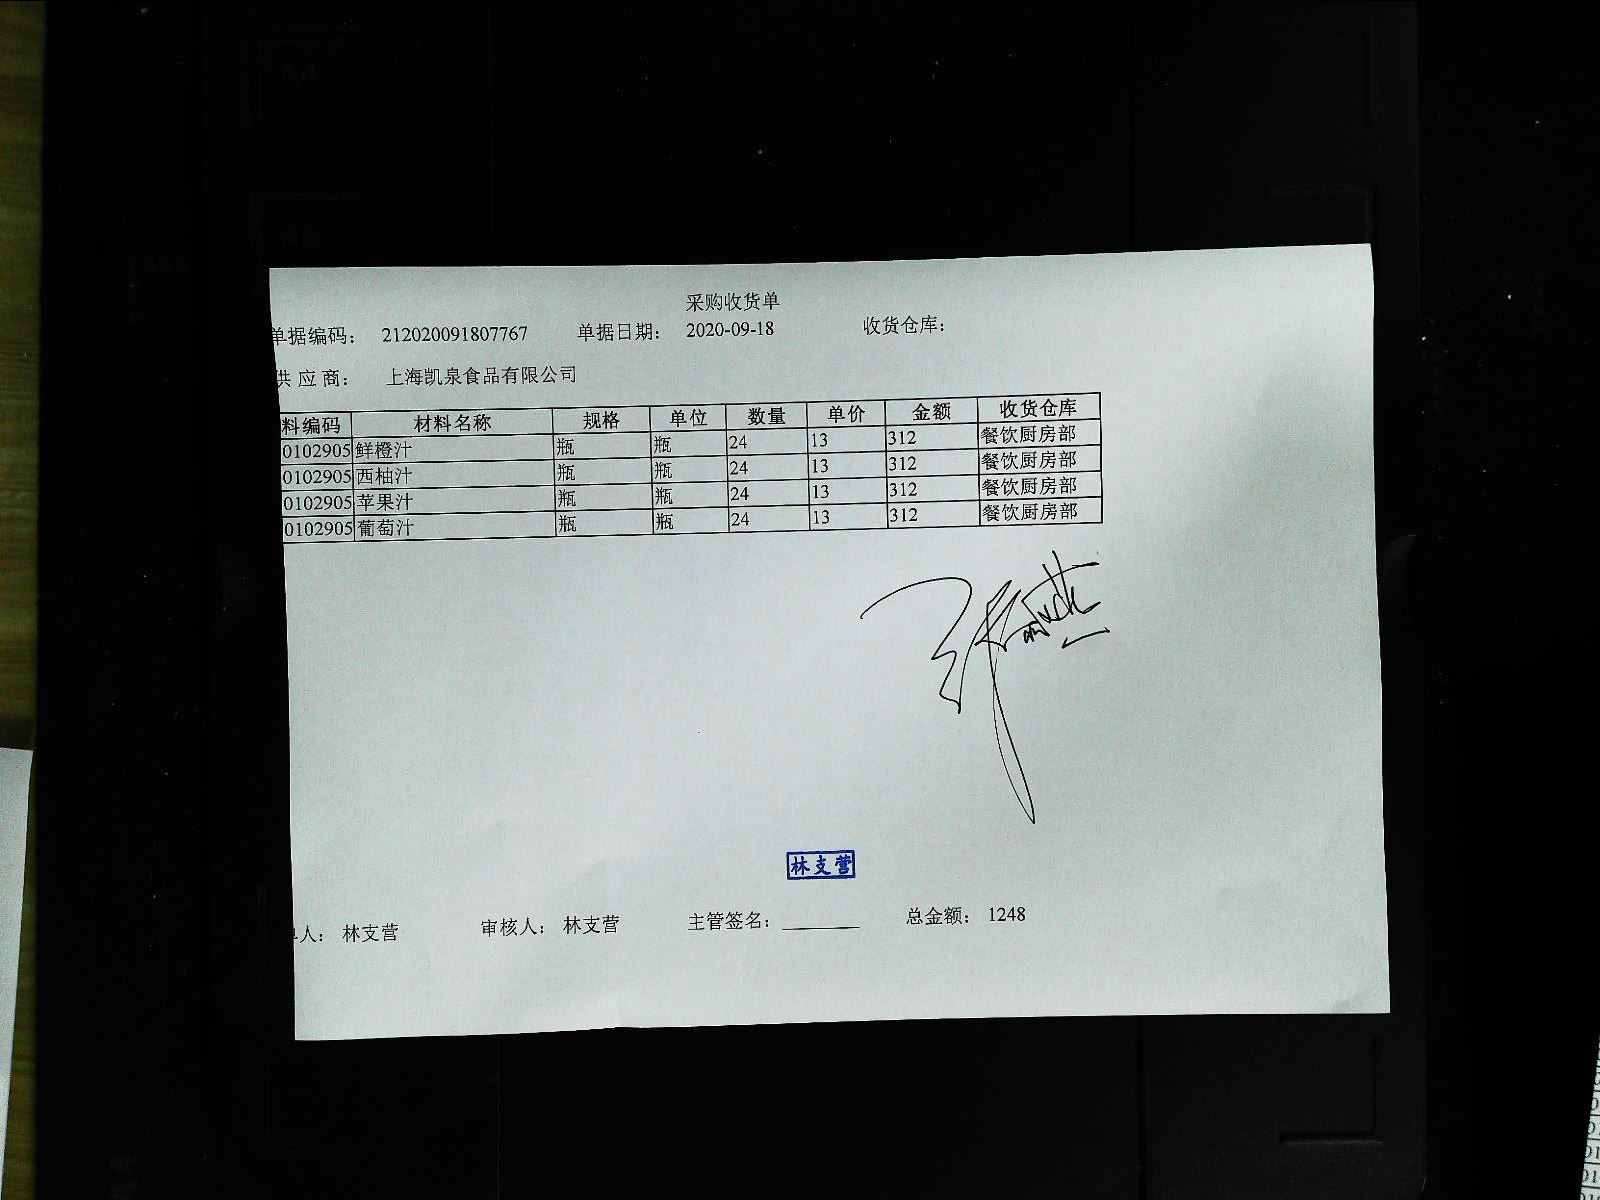 采购收货单
单据编码: 212020091807767 单据日期: 2020-09-18 收货仓库:
供 应 商: 上海凯泉食品有限公司
料编码 材料名称 规格 单位 数量 单价 金额 收货仓库
0102905 鲜橙汁 瓶 瓶 24 13 312 餐饮厨房部
0102905 西柚汁 瓶 瓶 24 13 312 餐饮厨房部
0102905 苹果汁 瓶 瓶 24 13 312 餐饮厨房部
0102905 葡萄汁 瓶 瓶 24 13 312 餐饮厨房部
林支营
单人: 林支营 审核人: 林支营 主管签名: 总金额: 1248